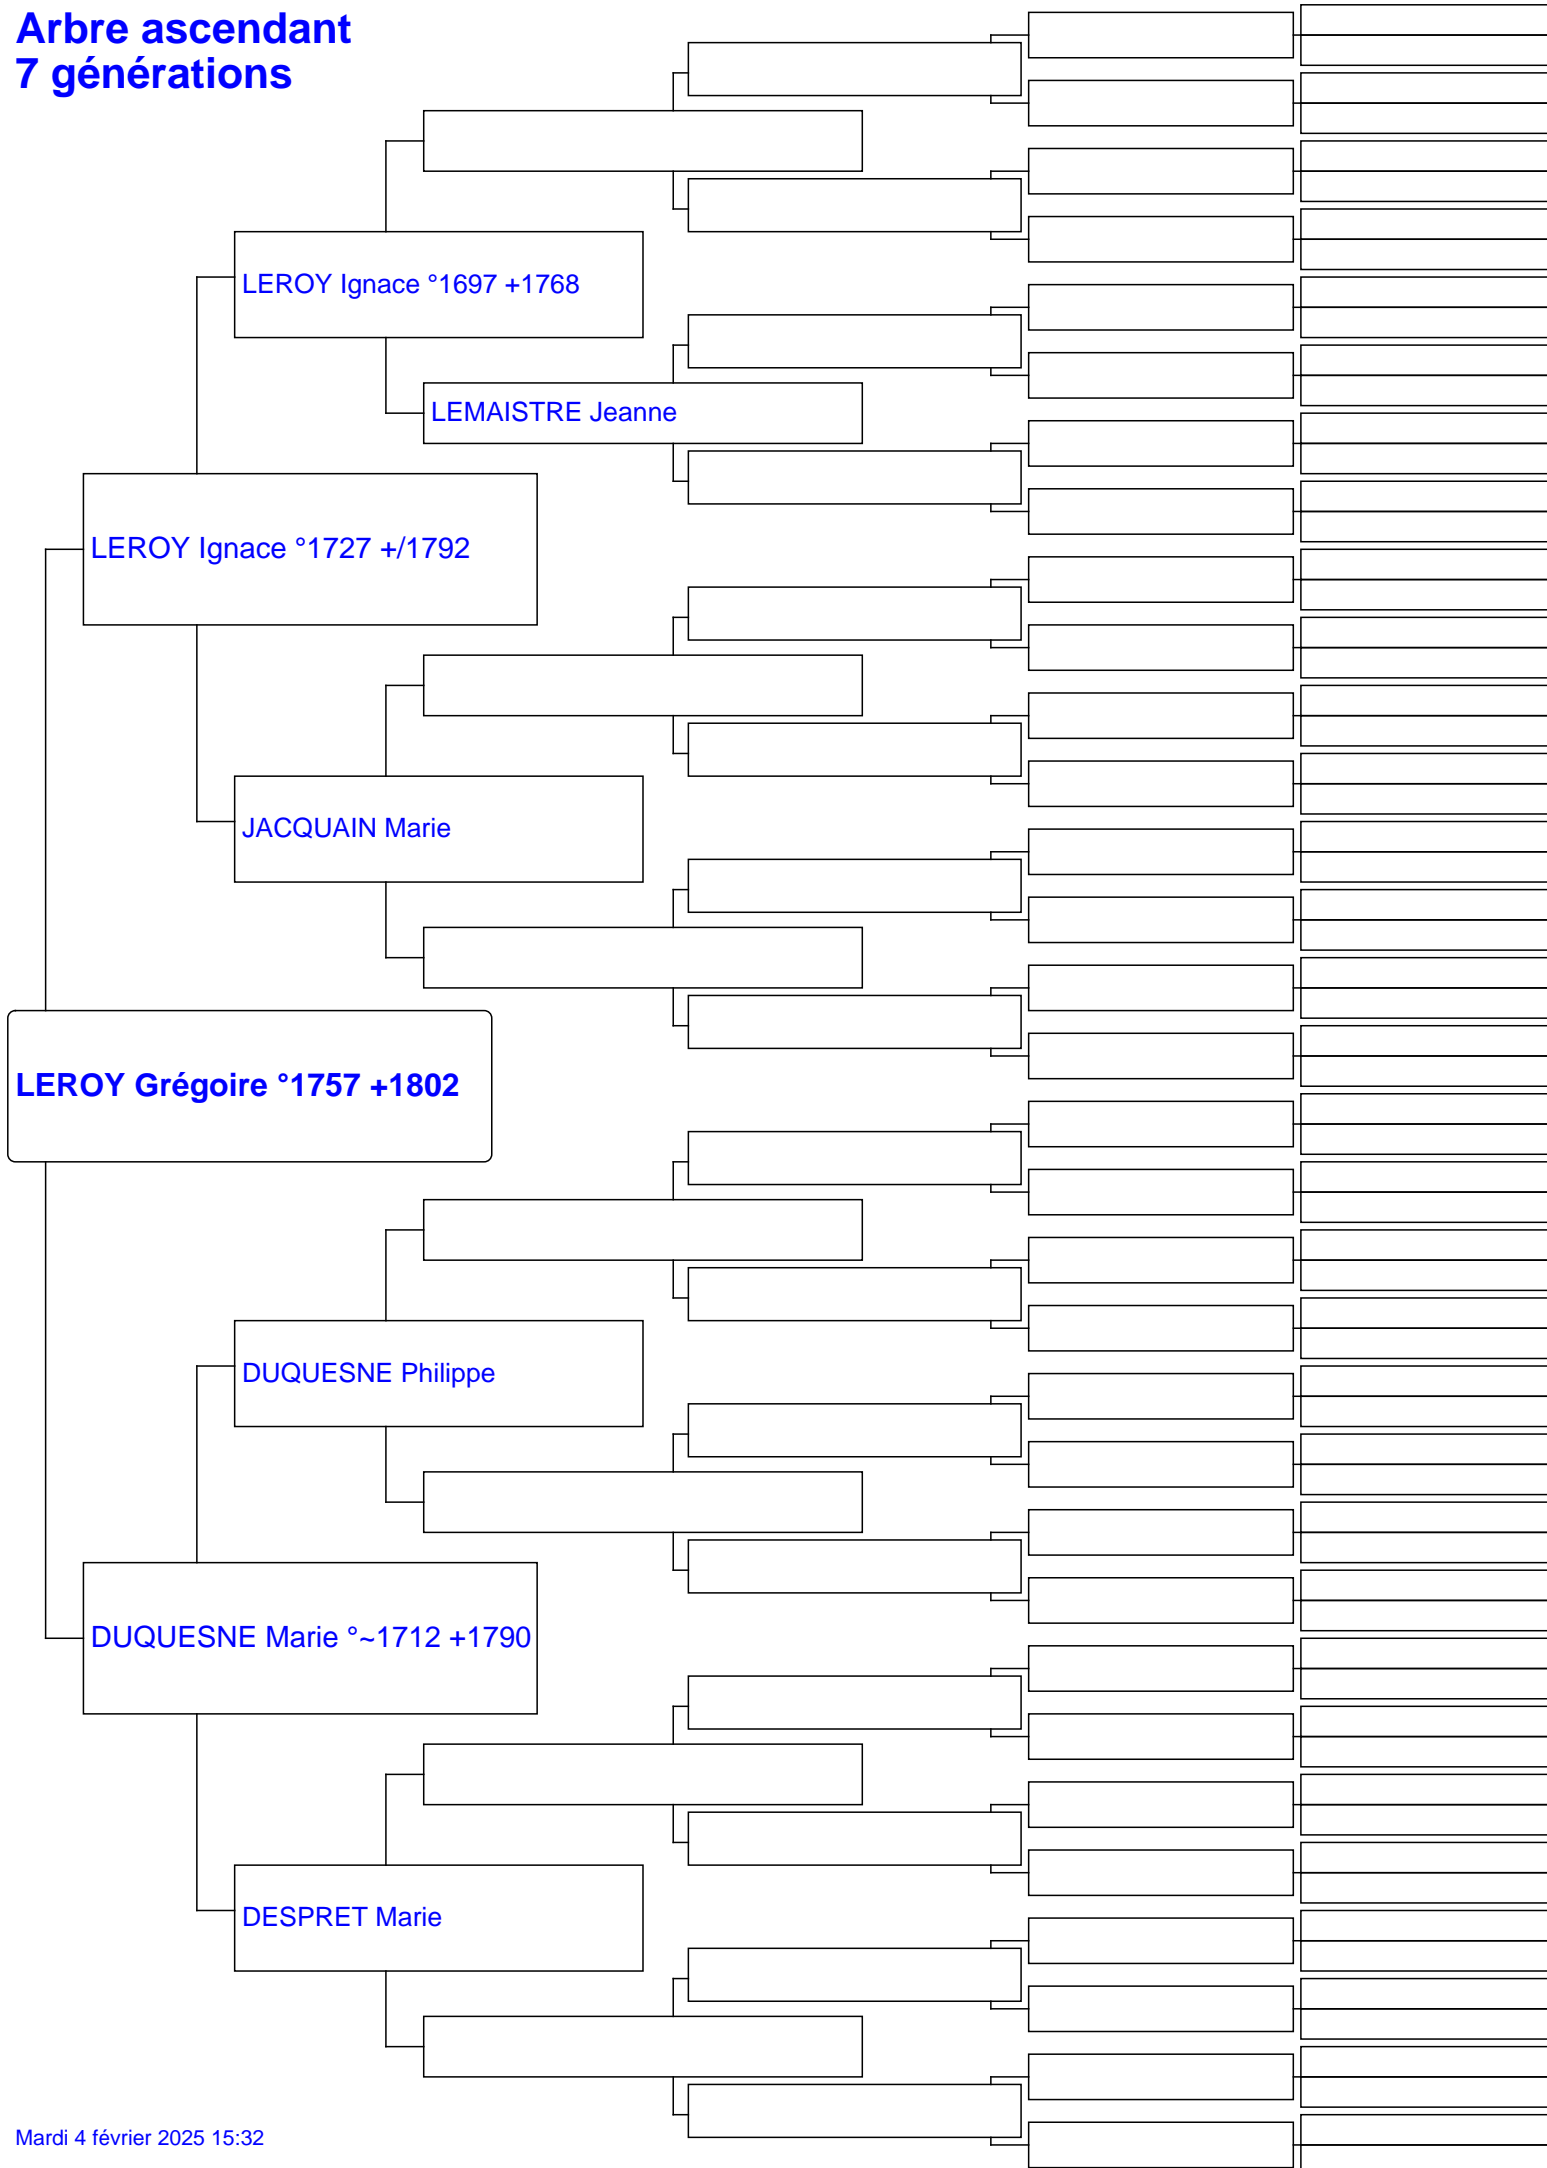 Arbre ascendant
7 générations
LEROY Ignace °1697 +1768
LEMAISTRE Jeanne
LEROY Ignace °1727 +/1792
JACQUAIN Marie
LEROY Grégoire °1757 +1802
DUQUESNE Philippe
DUQUESNE Marie °~1712 +1790
DESPRET Marie
Mardi 4 février 2025 15:32